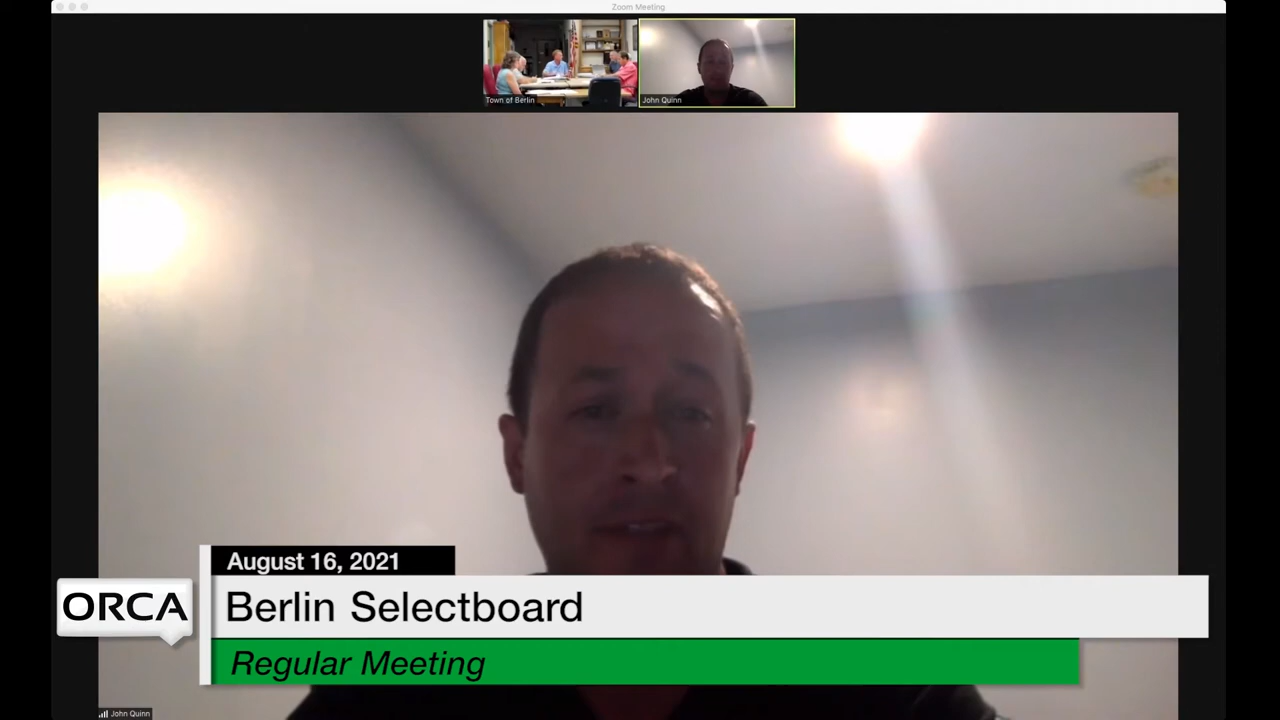 Zoom Meeting
Town of Berlin
John Quinn
August 16, 2021
ORCA
Berlin Selectboard
Regular Meeting
John Quinn